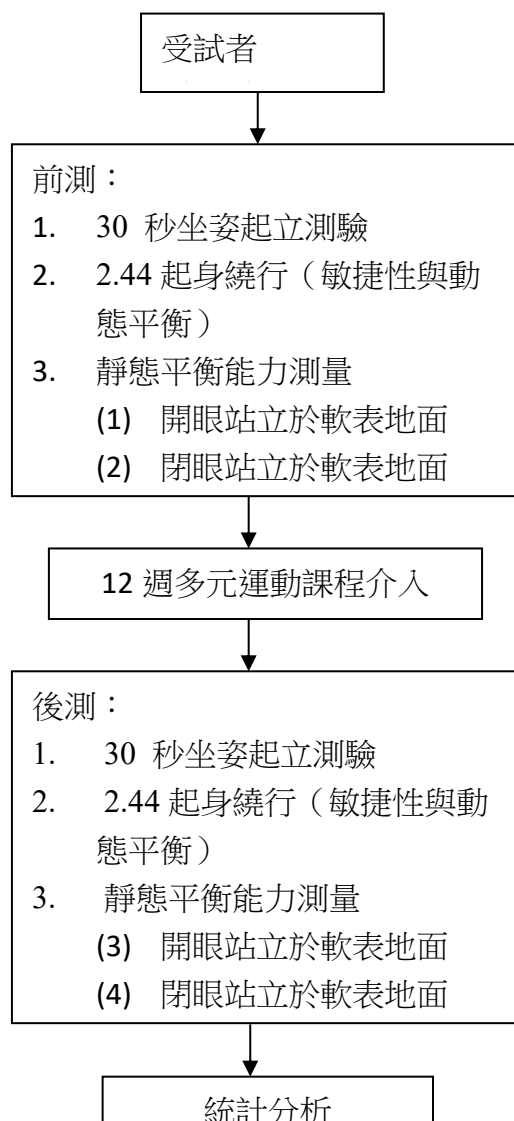 受試者
前測：
1. 30 秒坐姿起立測驗
2. 2.44 起身繞行（敏捷性與動
態平衡）
3. 靜態平衡能力測量
(1) 開眼站立於軟表地面
(2) 閉眼站立於軟表地面
12 週多元運動課程介入
後測：
1. 30 秒坐姿起立測驗
2. 2.44 起身繞行（敏捷性與動
態平衡）
3. 靜態平衡能力測量
(3) 開眼站立於軟表地面
(4) 閉眼站立於軟表地面
統計分析